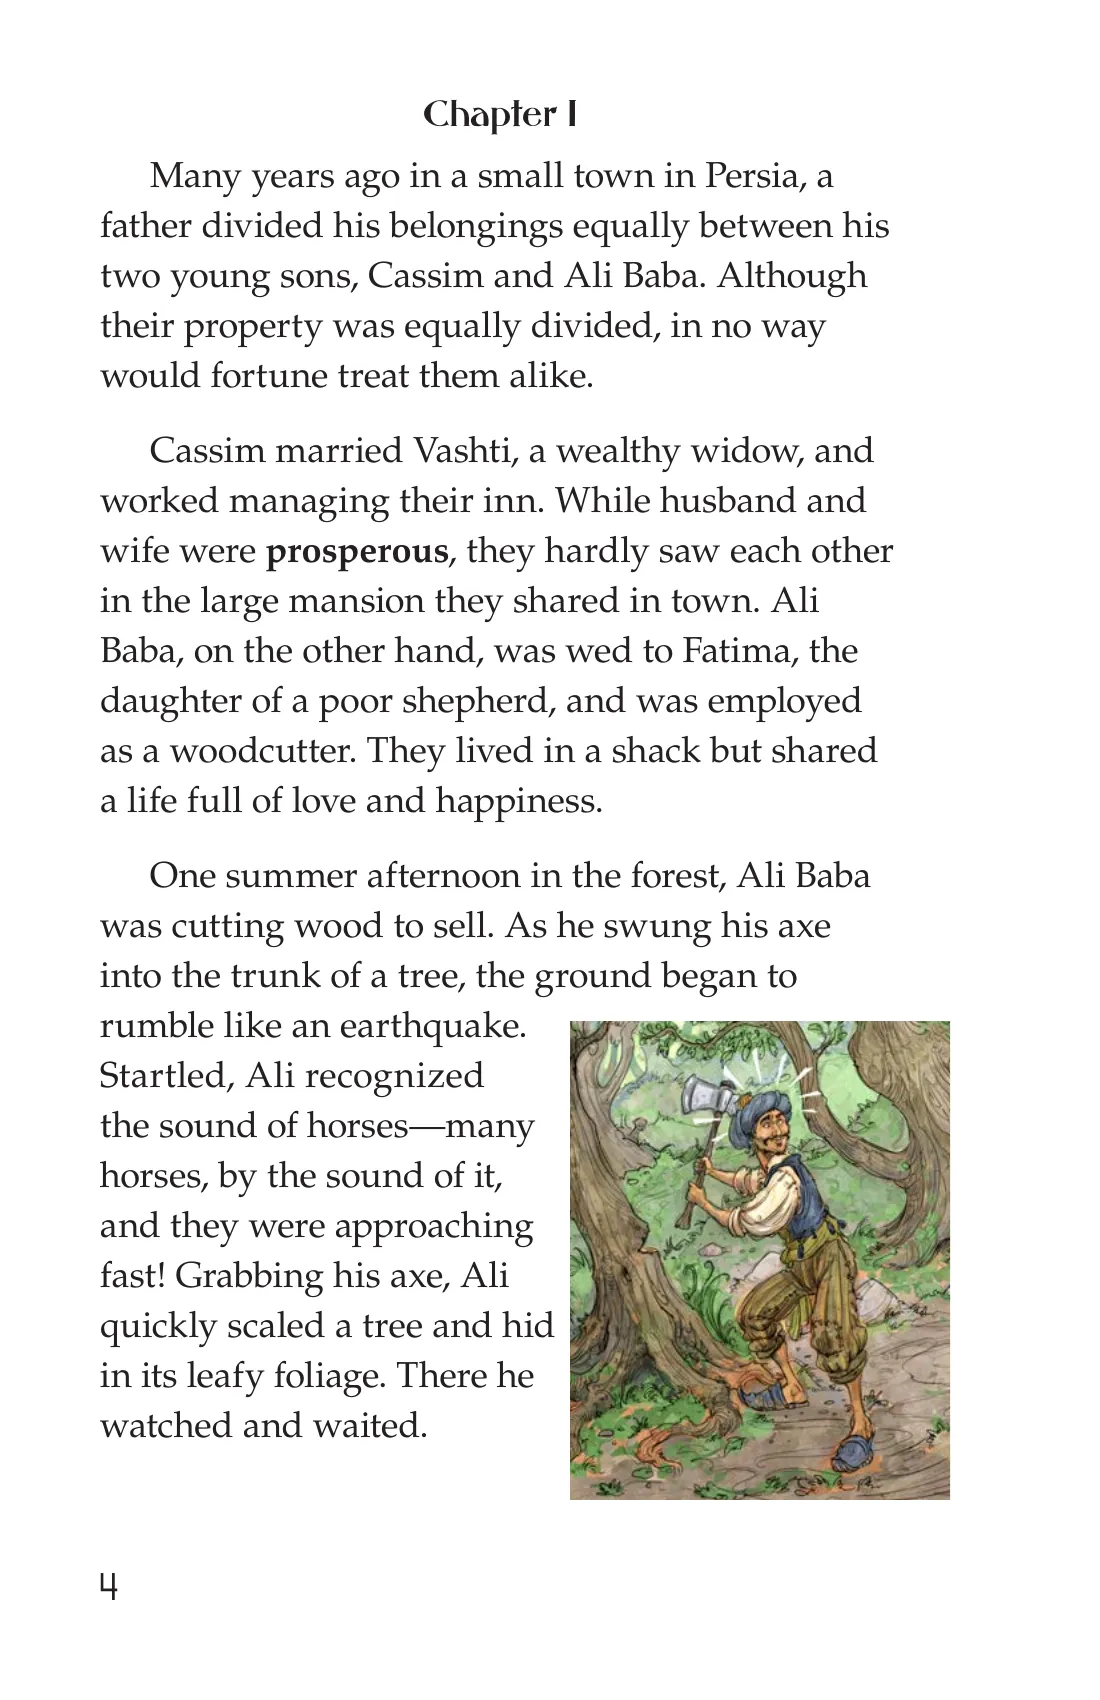 Chapter 1
Many years ago in a small town in Persia, a
father divided his belongings equally between his
two young sons, Cassim and Ali Baba. Although
their property was equally divided, in no way
would fortune treat them alike.
Cassim married Vashti, a wealthy widow, and
worked managing their inn. While husband and
wife were prosperous, they hardly saw each other
in the large mansion they shared in town. Ali
Baba, on the other hand, was wed to Fatima, the
daughter of a poor shepherd, and was employed
as a woodcutter. They lived in a shack but shared
a life full of love and happiness.
One summer afternoon in the forest, Ali Baba
was cutting wood to sell. As he swung his axe
into the trunk of a tree, the ground began to
rumble like an earthquake.
Startled, Ali recognized
the sound of horses—many
horses, by the sound of it,
and they were approaching
fast! Grabbing his axe, Ali
quickly scaled a tree and hid
in its leafy foliage. There he
watched and waited.
4